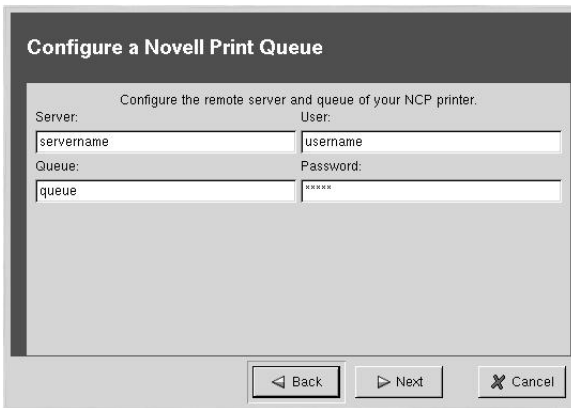 Configure a Novell Print Queue
Configure the remote server and queue of your NCP printer.
Server: User:
servername username
Queue: Password:
queue *****
Back Next Cancel